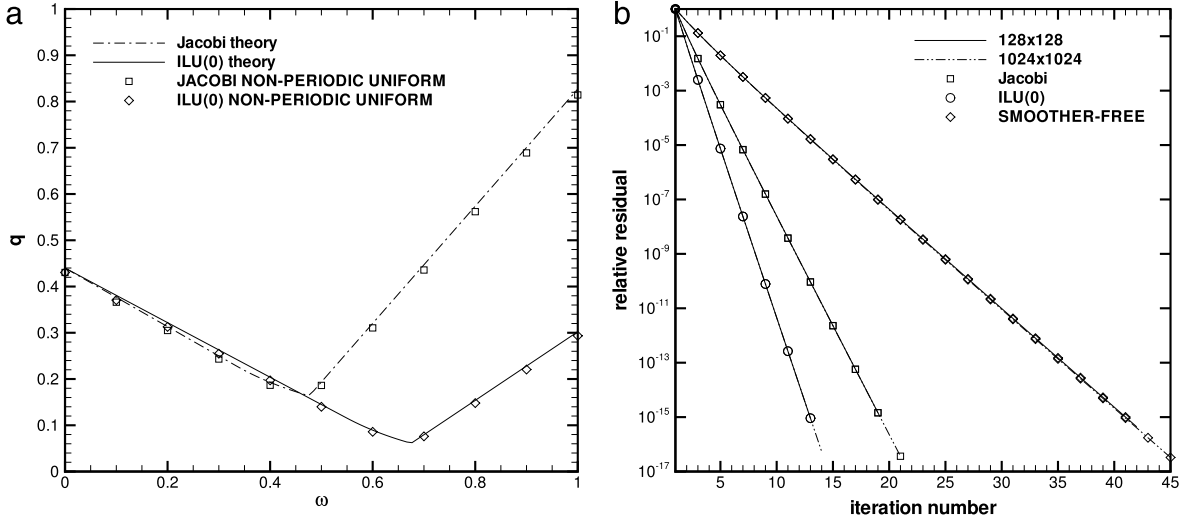 a
1
0.9
0.8
0.7
0.6
0.5
0.4
0.3
0.2
0.1
0
q
0
0.2
0.4
0.6
0.8
1
ω
Jacobi theory
ILU(0) theory
JACOBI NON-PERIODIC UNIFORM
ILU(0) NON-PERIODIC UNIFORM
b
10⁻¹
10⁻³
10⁻⁵
10⁻⁷
10⁻⁹
10⁻¹¹
10⁻¹³
10⁻¹⁵
10⁻¹⁷
relative residual
5
10
15
20
25
30
35
40
45
iteration number
128x128
1024x1024
Jacobi
ILU(0)
SMOOTHER-FREE